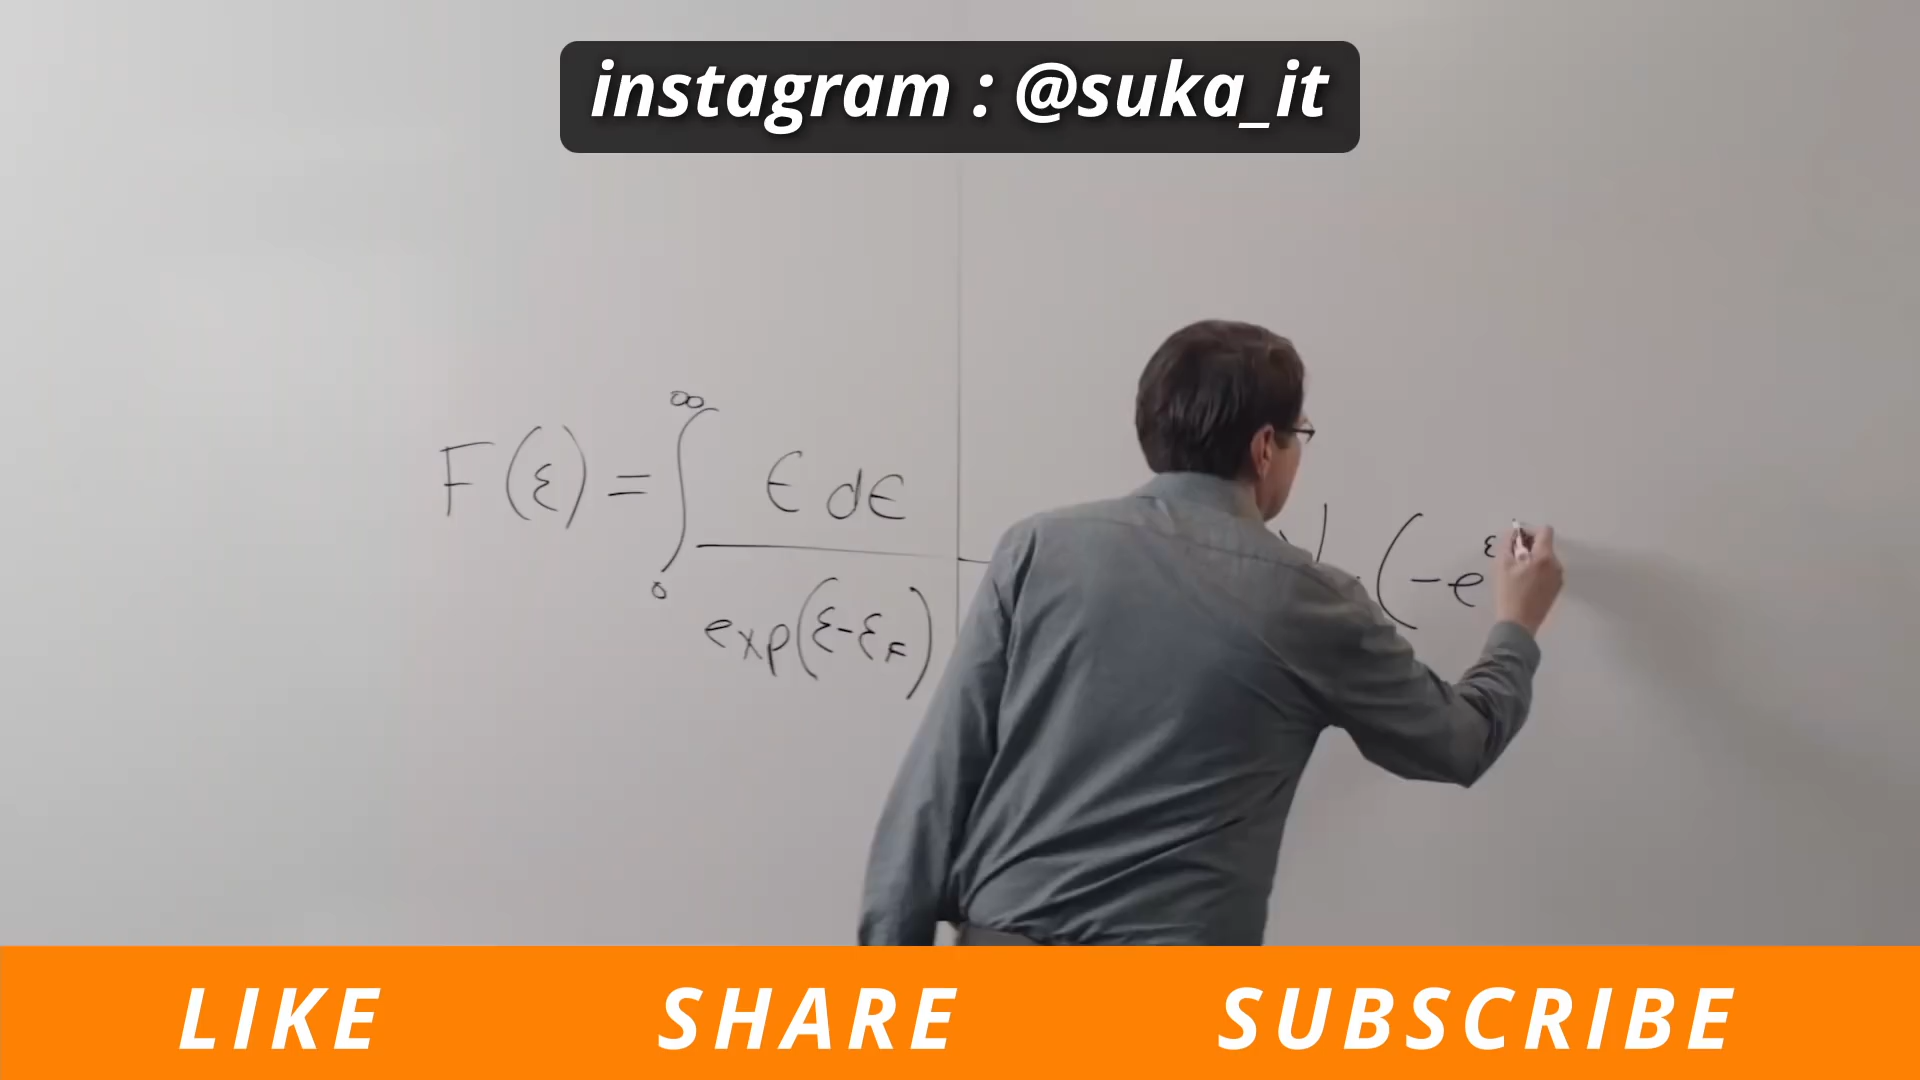 instagram : @suka_it
∞
F(ε) = ∫ ϵ dϵ
0
exp(ε-ε_F)
(-e^ε
LIKE SHARE SUBSCRIBE